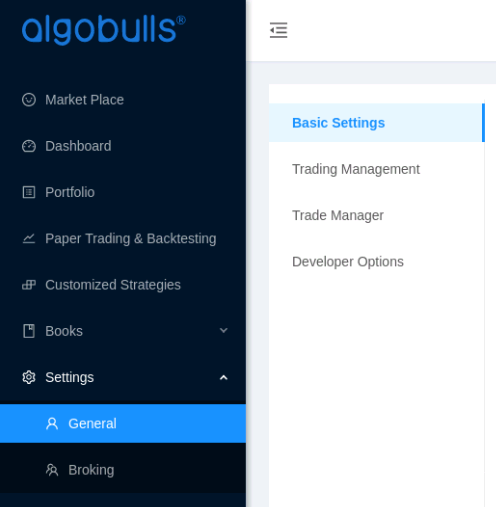 algobulls®
Market Place
Dashboard
Portfolio
Paper Trading & Backtesting
Customized Strategies
Books
Settings
General
Broking
Basic Settings
Trading Management
Trade Manager
Developer Options